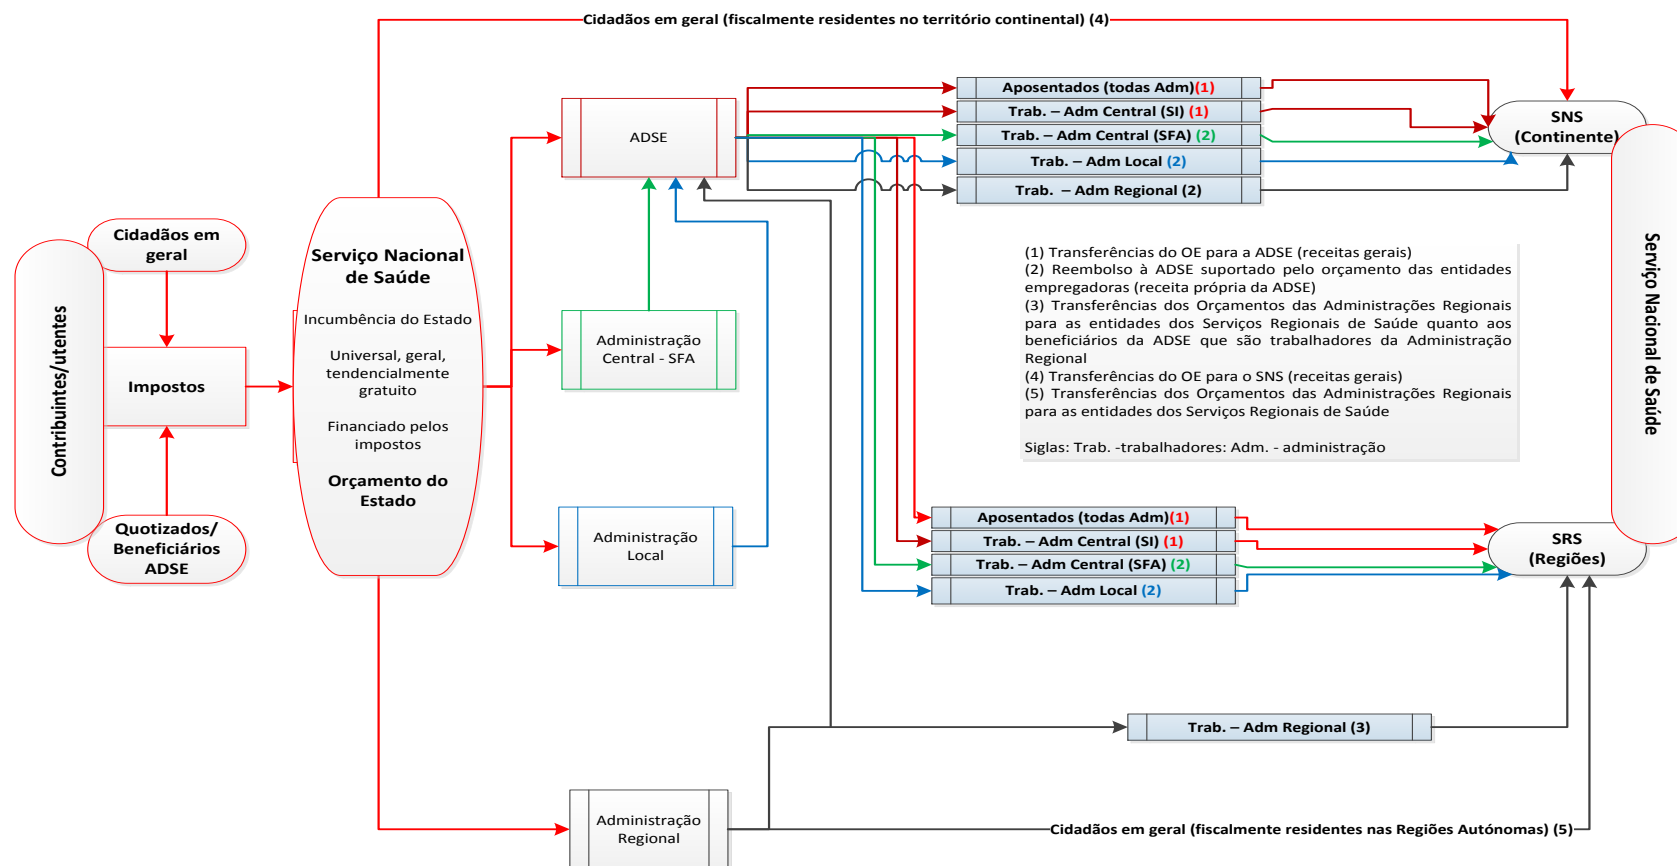 Cidadãos em geral (fiscalmente residentes no território continental) (4)
Contribuintes/utentes
Cidadãos em
geral
Impostos
Quotizados/
Beneficiários
ADSE
Serviço Nacional
de Saúde
Incumbência do Estado
Universal, geral,
tendencialmente
gratuito
Financiado pelos
impostos
Orçamento do
Estado
ADSE
Administração
Central - SFA
Administração
Local
Administração
Regional
Aposentados (todas Adm)(1)
Trab. – Adm Central (SI) (1)
Trab. – Adm Central (SFA) (2)
Trab. – Adm Local (2)
Trab. – Adm Regional (2)
SNS
(Continente)
Serviço Nacional de Saúde
(1) Transferências do OE para a ADSE (receitas gerais)
(2) Reembolso à ADSE suportado pelo orçamento das entidades
empregadoras (receita própria da ADSE)
(3) Transferências dos Orçamentos das Administrações Regionais
para as entidades dos Serviços Regionais de Saúde quanto aos
beneficiários da ADSE que são trabalhadores da Administração
Regional
(4) Transferências do OE para o SNS (receitas gerais)
(5) Transferências dos Orçamentos das Administrações Regionais
para as entidades dos Serviços Regionais de Saúde
Siglas: Trab. -trabalhadores: Adm. - administração
Aposentados (todas Adm)(1)
Trab. – Adm Central (SI) (1)
Trab. – Adm Central (SFA) (2)
Trab. – Adm Local (2)
SRS
(Regiões)
Trab. – Adm Regional (3)
Cidadãos em geral (fiscalmente residentes nas Regiões Autónomas) (5)